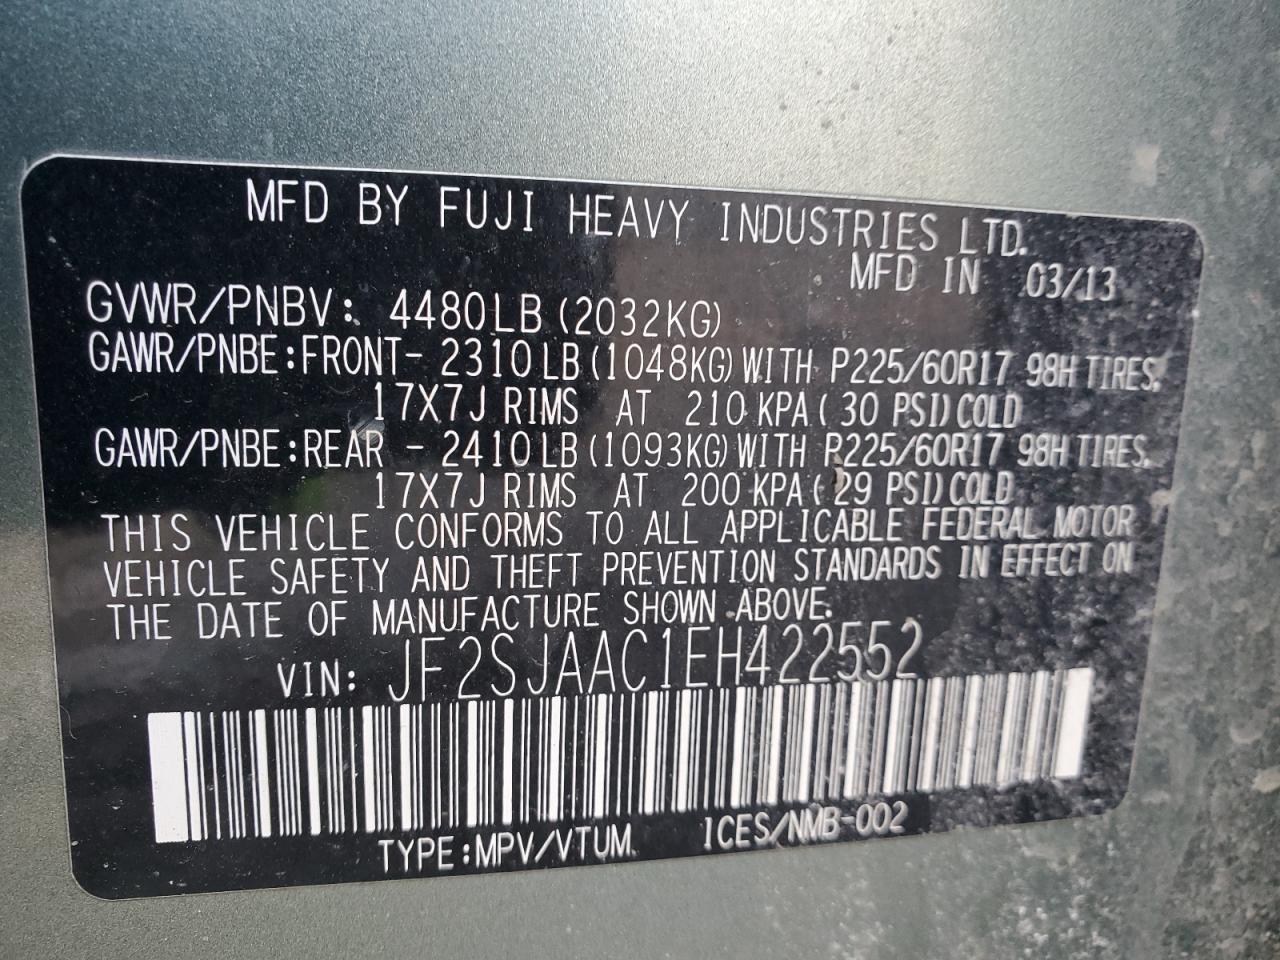 MFD BY FUJI HEAVY INDUSTRIES LTD.
MFD IN 03/13
GVWR/PNBV: 4480LB (2032KG)
GAWR/PNBE:FRONT- 2310LB(1048KG)WITH P225/60R17 98H TIRES,
17X7J RIMS AT 210 KPA(30 PSI)COLD
GAWR/PNBE:REAR - 2410LB(1093KG)WITH P225/60R17 98H TIRES,
17X7J RIMS AT 200 KPA(29 PSI)COLD
THIS VEHICLE CONFORMS TO ALL APPLICABLE FEDERAL MOTOR
VEHICLE SAFETY AND THEFT PREVENTION STANDARDS IN EFFECT ON
THE DATE OF MANUFACTURE SHOWN ABOVE.
VIN: JF2SJAAC1EH422552
TYPE:MPV/VTUM ICES/NMB-002